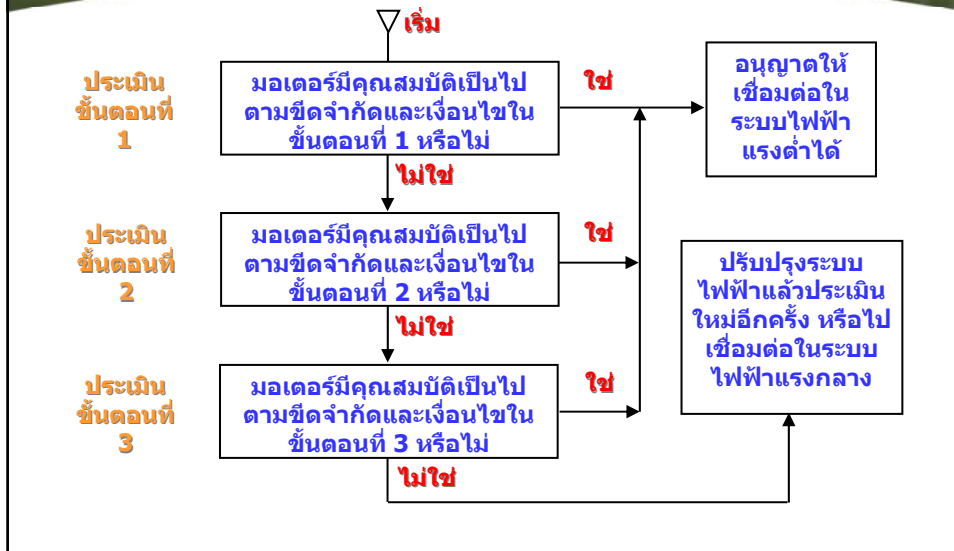 เริ่ม
ประเมิน
ขั้นตอนที่
1
มอเตอร์มีคุณสมบัติเป็นไป
ตามขีดจำกัดและเงื่อนไขใน
ขั้นตอนที่ 1 หรือไม่
ใช่
อนุญาตให้
เชื่อมต่อใน
ระบบไฟฟ้า
แรงต่ำได้
ไม่ใช่
ประเมิน
ขั้นตอนที่
2
มอเตอร์มีคุณสมบัติเป็นไป
ตามขีดจำกัดและเงื่อนไขใน
ขั้นตอนที่ 2 หรือไม่
ใช่
ปรับปรุงระบบ
ไฟฟ้าแล้วประเมิน
ใหม่อีกครั้ง หรือไป
เชื่อมต่อในระบบ
ไฟฟ้าแรงกลาง
ไม่ใช่
ประเมิน
ขั้นตอนที่
3
มอเตอร์มีคุณสมบัติเป็นไป
ตามขีดจำกัดและเงื่อนไขใน
ขั้นตอนที่ 3 หรือไม่
ใช่
ไม่ใช่